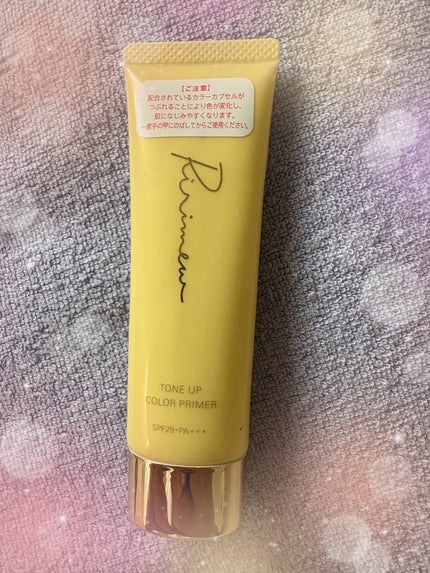 【ご注意】
配合されているカラーカプセルが
つぶれることにより色が変化し、
肌になじみやすくなります。
一度手の甲にのばしてからご使用ください。
Ririmew
TONE UP
COLOR PRIMER
SPF29・PA+++